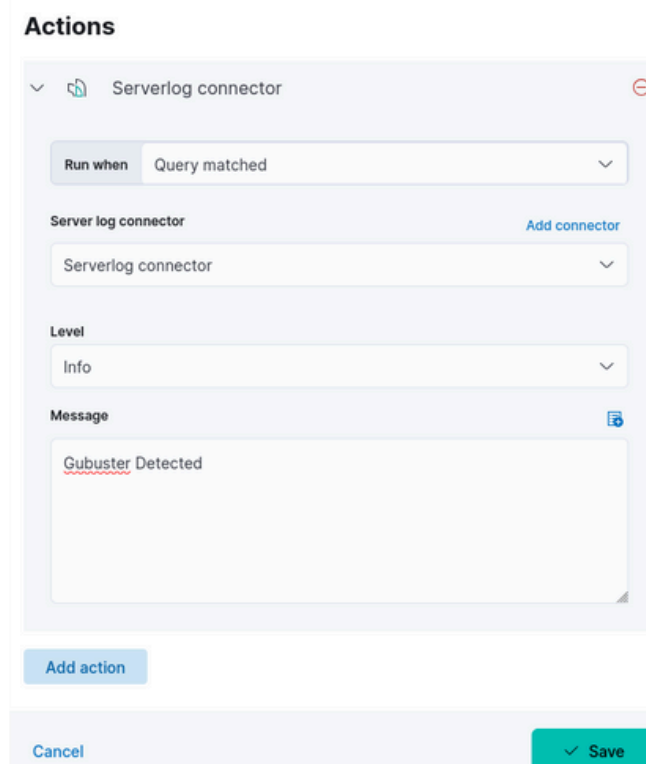 Actions
Serverlog connector
Run when Query matched
Server log connector
Add connector
Serverlog connector
Level
Info
Message
Gubuster Detected
Add action
Cancel
Save